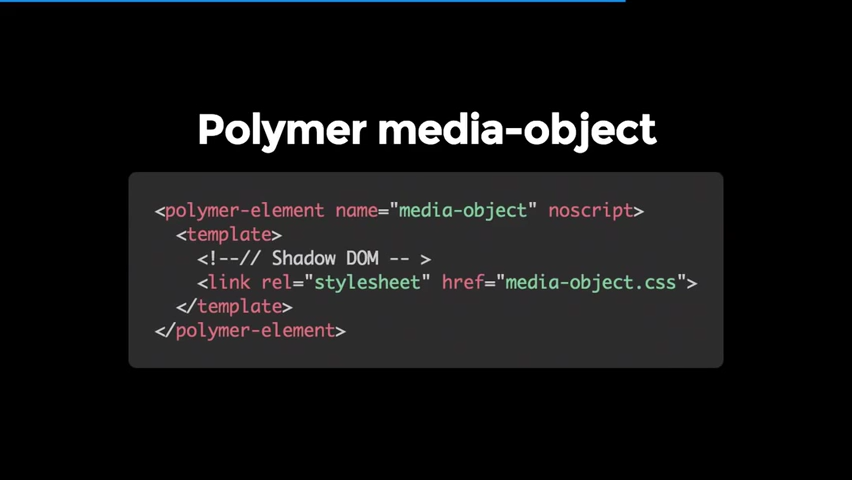 Polymer media-object
<polymer-element name="media-object" noscript>
<template>
<!--// Shadow DOM -- >
<link rel="stylesheet" href="media-object.css">
</template>
</polymer-element>